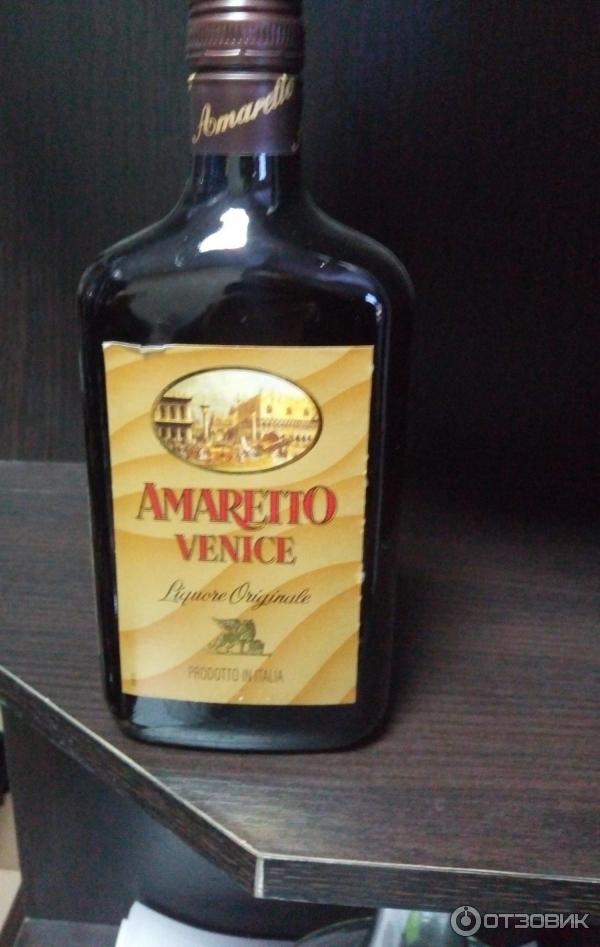 Amaretto
AMARETTO
VENICE
Liquore Originale
PRODOTTO IN ITALIA
ОТЗОВИК